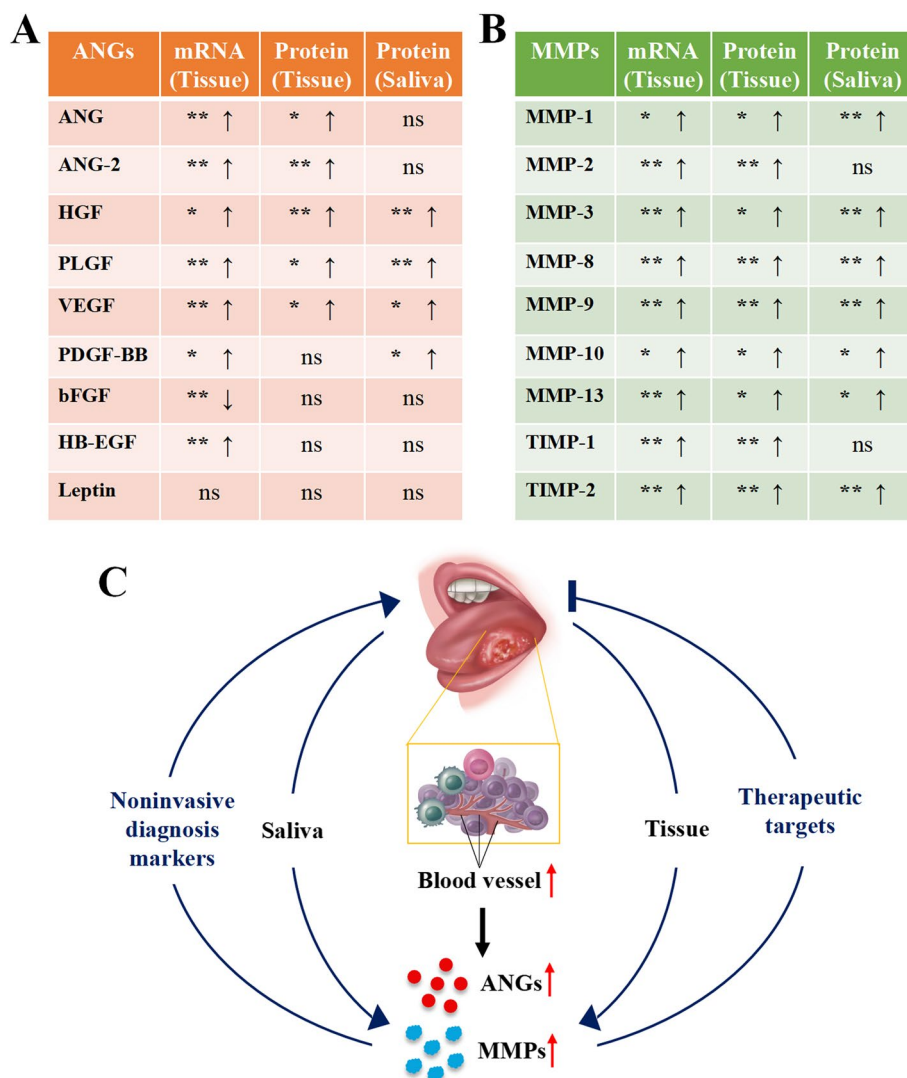 A
ANGs mRNA (Tissue) Protein (Tissue) Protein (Saliva)
ANG ** ↑ * ↑ ns
ANG-2 ** ↑ ** ↑ ns
HGF * ↑ ** ↑ ** ↑
PLGF ** ↑ * ↑ ** ↑
VEGF ** ↑ * ↑ * ↑
PDGF-BB * ↑ ns * ↑
bFGF ** ↓ ns ns
HB-EGF ** ↑ ns ns
Leptin ns ns ns
B
MMPs mRNA (Tissue) Protein (Tissue) Protein (Saliva)
MMP-1 * ↑ * ↑ ** ↑
MMP-2 ** ↑ ** ↑ ns
MMP-3 ** ↑ * ↑ ** ↑
MMP-8 ** ↑ ** ↑ ** ↑
MMP-9 ** ↑ ** ↑ ** ↑
MMP-10 * ↑ * ↑ * ↑
MMP-13 ** ↑ * ↑ * ↑
TIMP-1 ** ↑ ** ↑ ns
TIMP-2 ** ↑ ** ↑ ** ↑
C
Noninvasive
diagnosis
markers
Saliva
Blood vessel ↑
Tissue
Therapeutic
targets
ANGs ↑
MMPs ↑